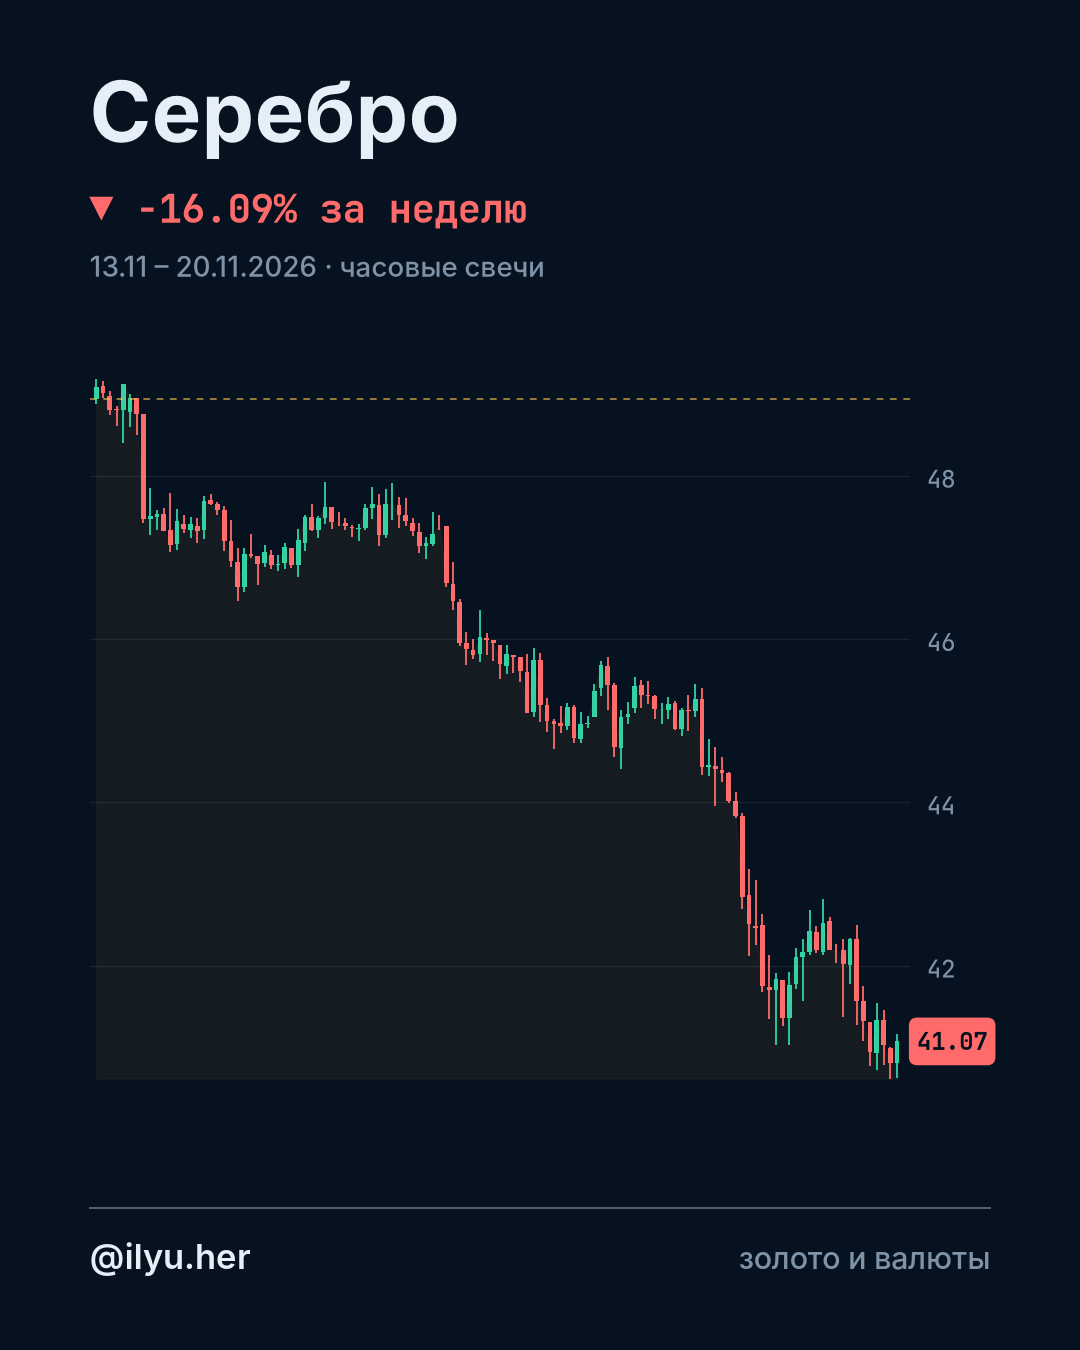 Серебро
▼ -16.09% за неделю
13.11 – 20.11.2026 · часовые свечи
48
46
44
42
41.07
@ilyu.her
золото и валюты